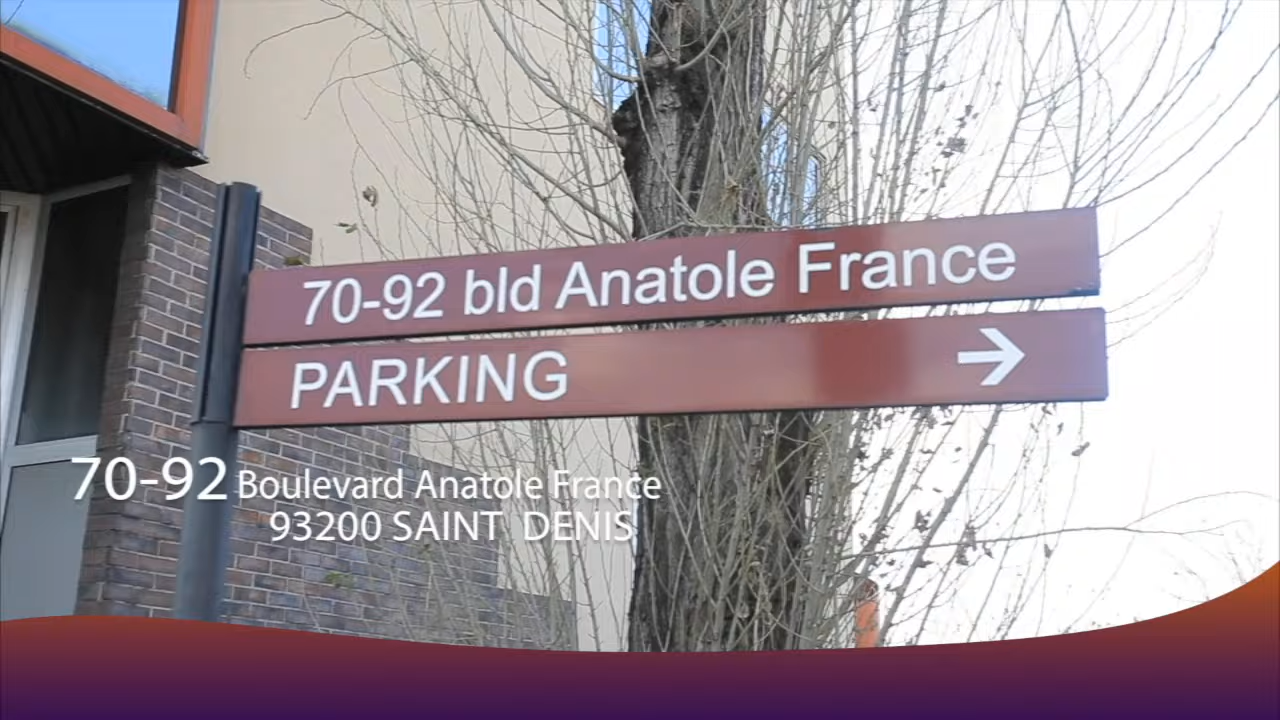 70-92 bld Anatole France
PARKING
70-92 Boulevard Anatole France
93200 SAINT DENIS